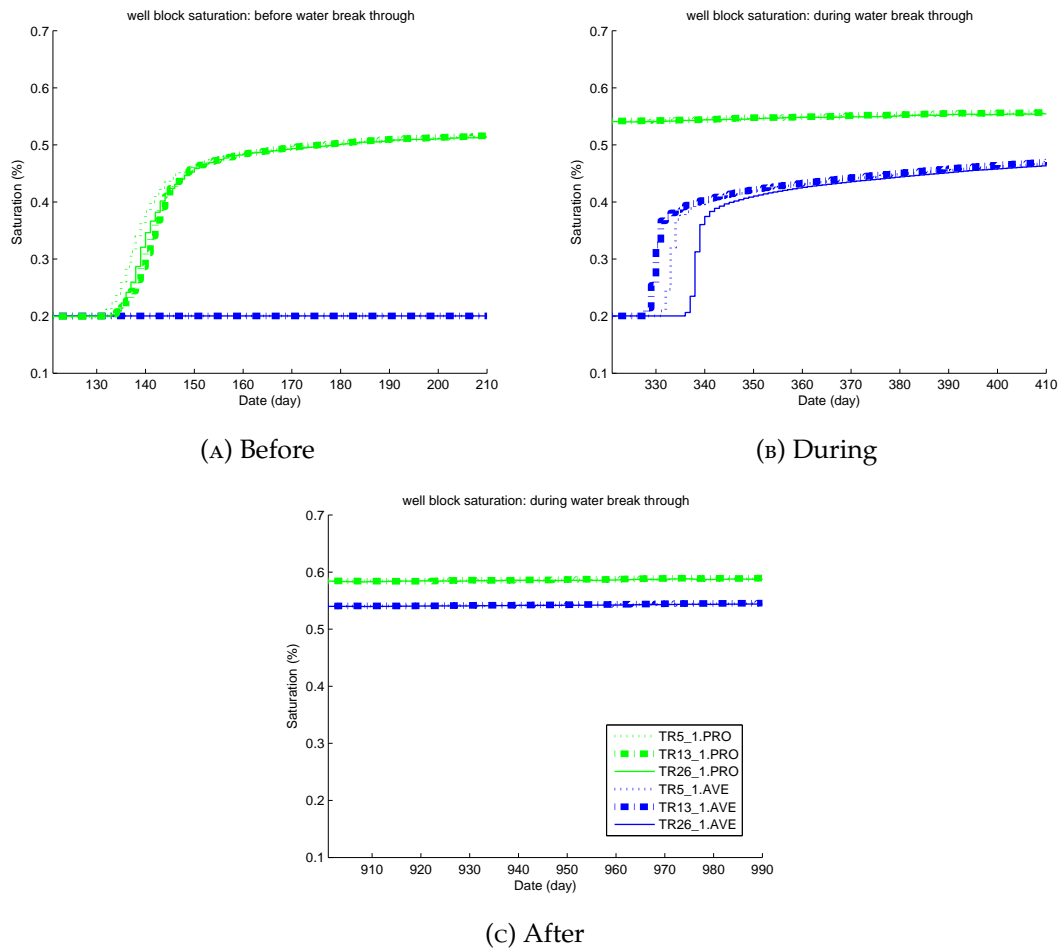 well block saturation: before water break through
0.7
0.6
0.5
0.4
0.3
0.2
0.1
Saturation (%)
130 140 150 160 170 180 190 200 210
Date (day)
(A) Before
well block saturation: during water break through
0.7
0.6
0.5
0.4
0.3
0.2
0.1
Saturation (%)
330 340 350 360 370 380 390 400 410
Date (day)
(B) During
well block saturation: during water break through
0.7
0.6
0.5
0.4
0.3
0.2
0.1
Saturation (%)
TR5_1.PRO
TR13_1.PRO
TR26_1.PRO
TR5_1.AVE
TR13_1.AVE
TR26_1.AVE
910 920 930 940 950 960 970 980 990
Date (day)
(C) After